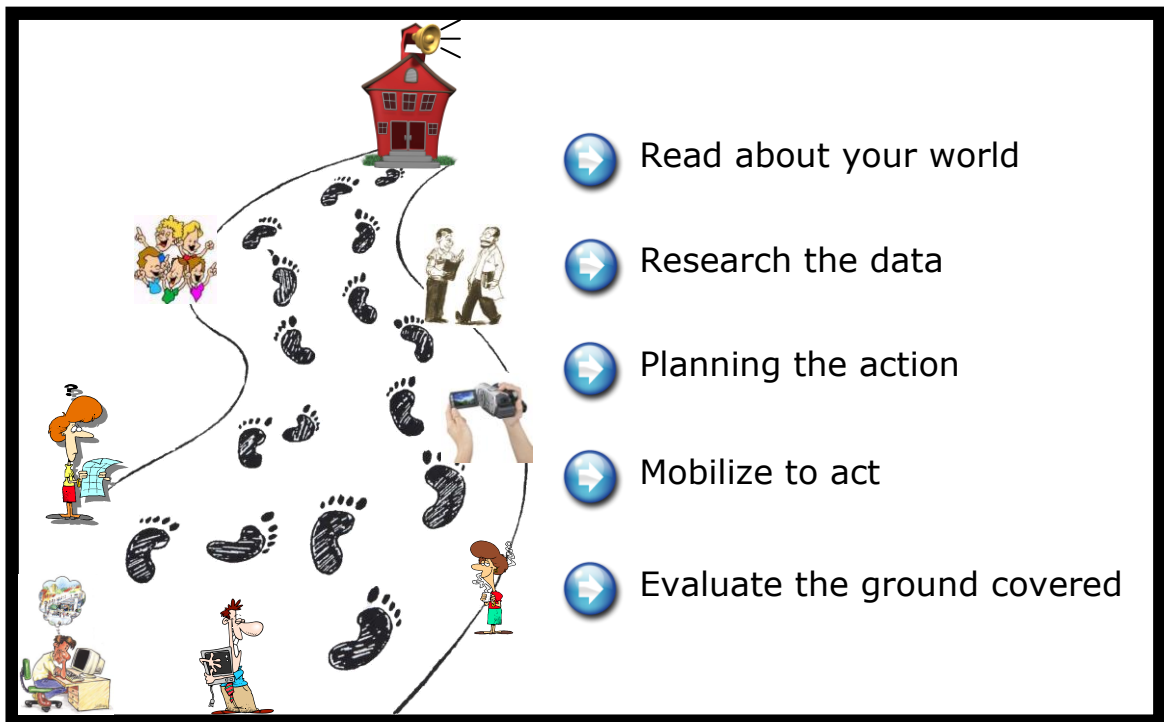 Read about your world
Research the data
Planning the action
Mobilize to act
Evaluate the ground covered